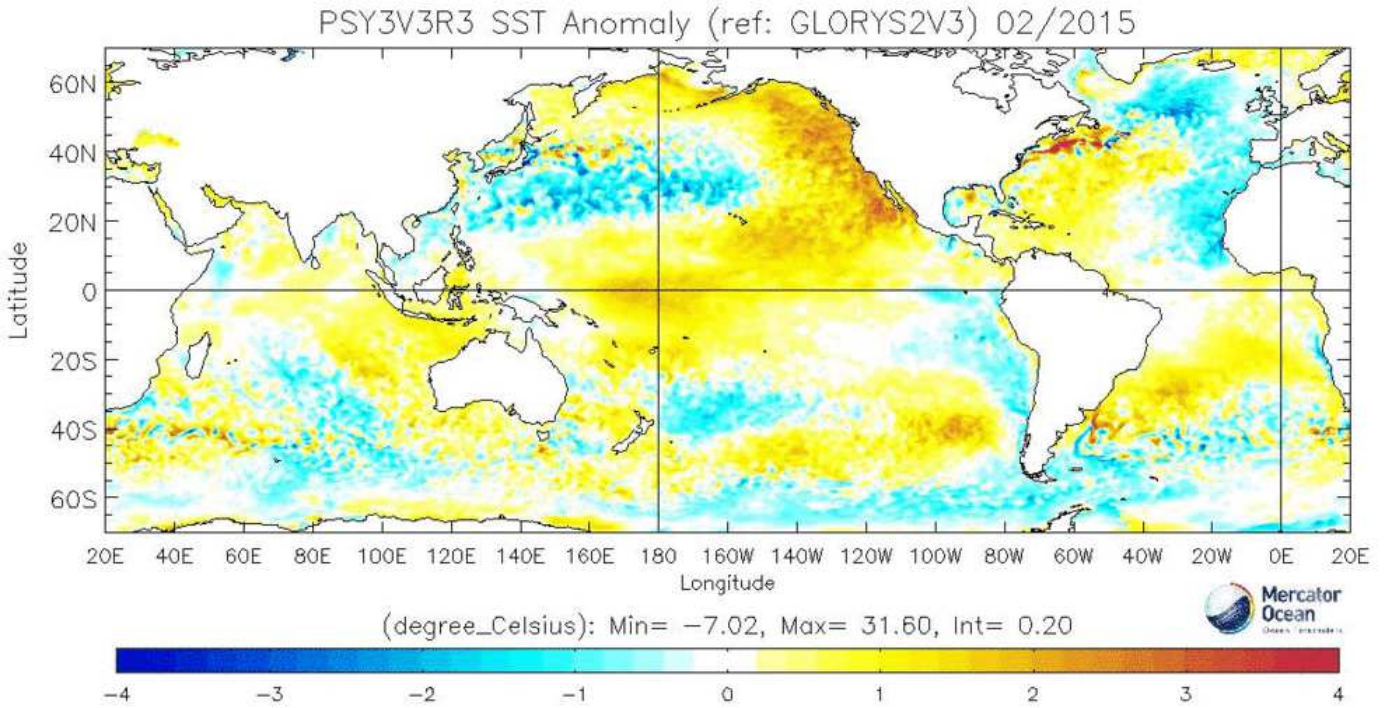 PSY3V3R3 SST Anomaly (ref: GLORYS2V3) 02/2015
Latitude
60N
40N
20N
0
20S
40S
60S
20E 40E 60E 80E 100E 120E 140E 160E 180 160W 140W 120W 100W 80W 60W 40W 20W 0E 20E
Longitude
Mercator
Ocean
(degree_Celsius): Min= −7.02, Max= 31.60, Int= 0.20
−4 −3 −2 −1 0 1 2 3 4